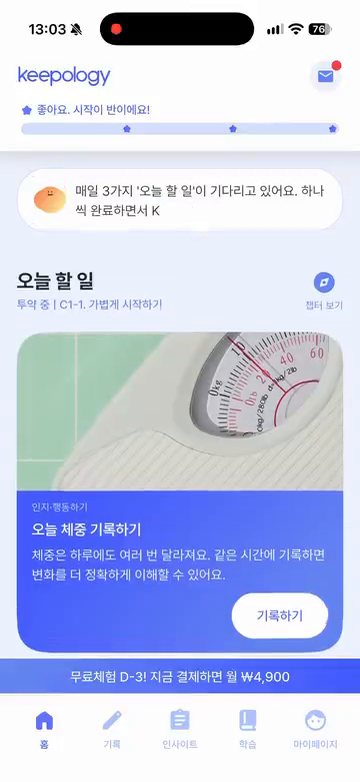 13:03
76
keepology
좋아요. 시작이 반이에요!
매일 3가지 '오늘 할 일'이 기다리고 있어요. 하나
씩 완료하면서 K
오늘 할 일
투약 중 | C1-1. 가볍게 시작하기
챕터 보기
0kg
10
20
40
60
0lb
인지·행동하기
오늘 체중 기록하기
체중은 하루에도 여러 번 달라져요. 같은 시간에 기록하면
변화를 더 정확하게 이해할 수 있어요.
기록하기
무료체험 D-3! 지금 결제하면 월 ₩4,900
홈
기록
인사이트
학습
마이페이지